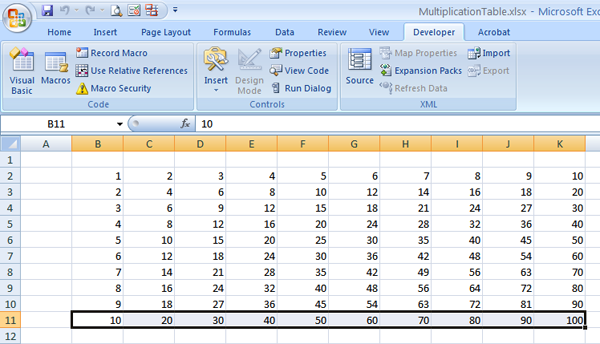 MultiplicationTable.xlsx - Microsoft Exc
Home Insert Page Layout Formulas Data Review View Developer Acrobat
Visual Basic
Macros
Record Macro
Use Relative References
Macro Security
Code
Insert
Design Mode
Properties
View Code
Run Dialog
Controls
Source
Map Properties
Expansion Packs
Refresh Data
Import
Export
XML
B11 fx 10
A B C D E F G H I J K
1
2 1 2 3 4 5 6 7 8 9 10
3 2 4 6 8 10 12 14 16 18 20
4 3 6 9 12 15 18 21 24 27 30
5 4 8 12 16 20 24 28 32 36 40
6 5 10 15 20 25 30 35 40 45 50
7 6 12 18 24 30 36 42 48 54 60
8 7 14 21 28 35 42 49 56 63 70
9 8 16 24 32 40 48 56 64 72 80
10 9 18 27 36 45 54 63 72 81 90
11 10 20 30 40 50 60 70 80 90 100
12